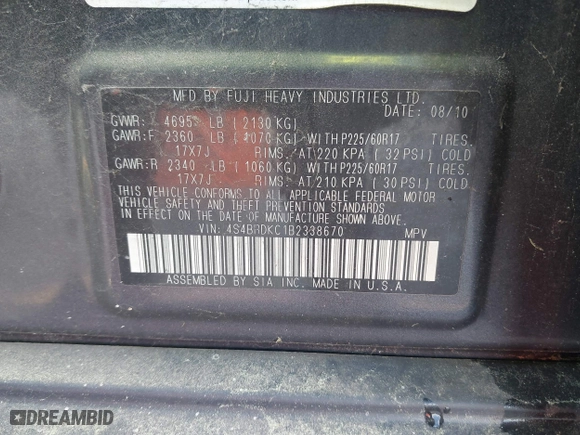 MFD BY FUJI HEAVY INDUSTRIES LTD.
DATE: 08/10
GVWR: 4695 LB (2130 KG)
GAWR:F 2360 LB (1070 KG) WITH P225/60R17 TIRES.
17X7J RIMS. AT 220 KPA (32 PSI) COLD
GAWR:R 2340 LB (1060 KG) WITH P225/60R17 TIRES.
17X7J RIMS. AT 210 KPA (30 PSI) COLD
THIS VEHICLE CONFORMS TO ALL APPLICABLE FEDERAL MOTOR
VEHICLE SAFETY AND THEFT PREVENTION STANDARDS
IN EFFECT ON THE DATE OF MANUFACTURE SHOWN ABOVE.
VIN: 4S4BRDKC1B2338670 MPV
ASSEMBLED BY SIA INC. MADE IN U.S.A.
DREAMBID